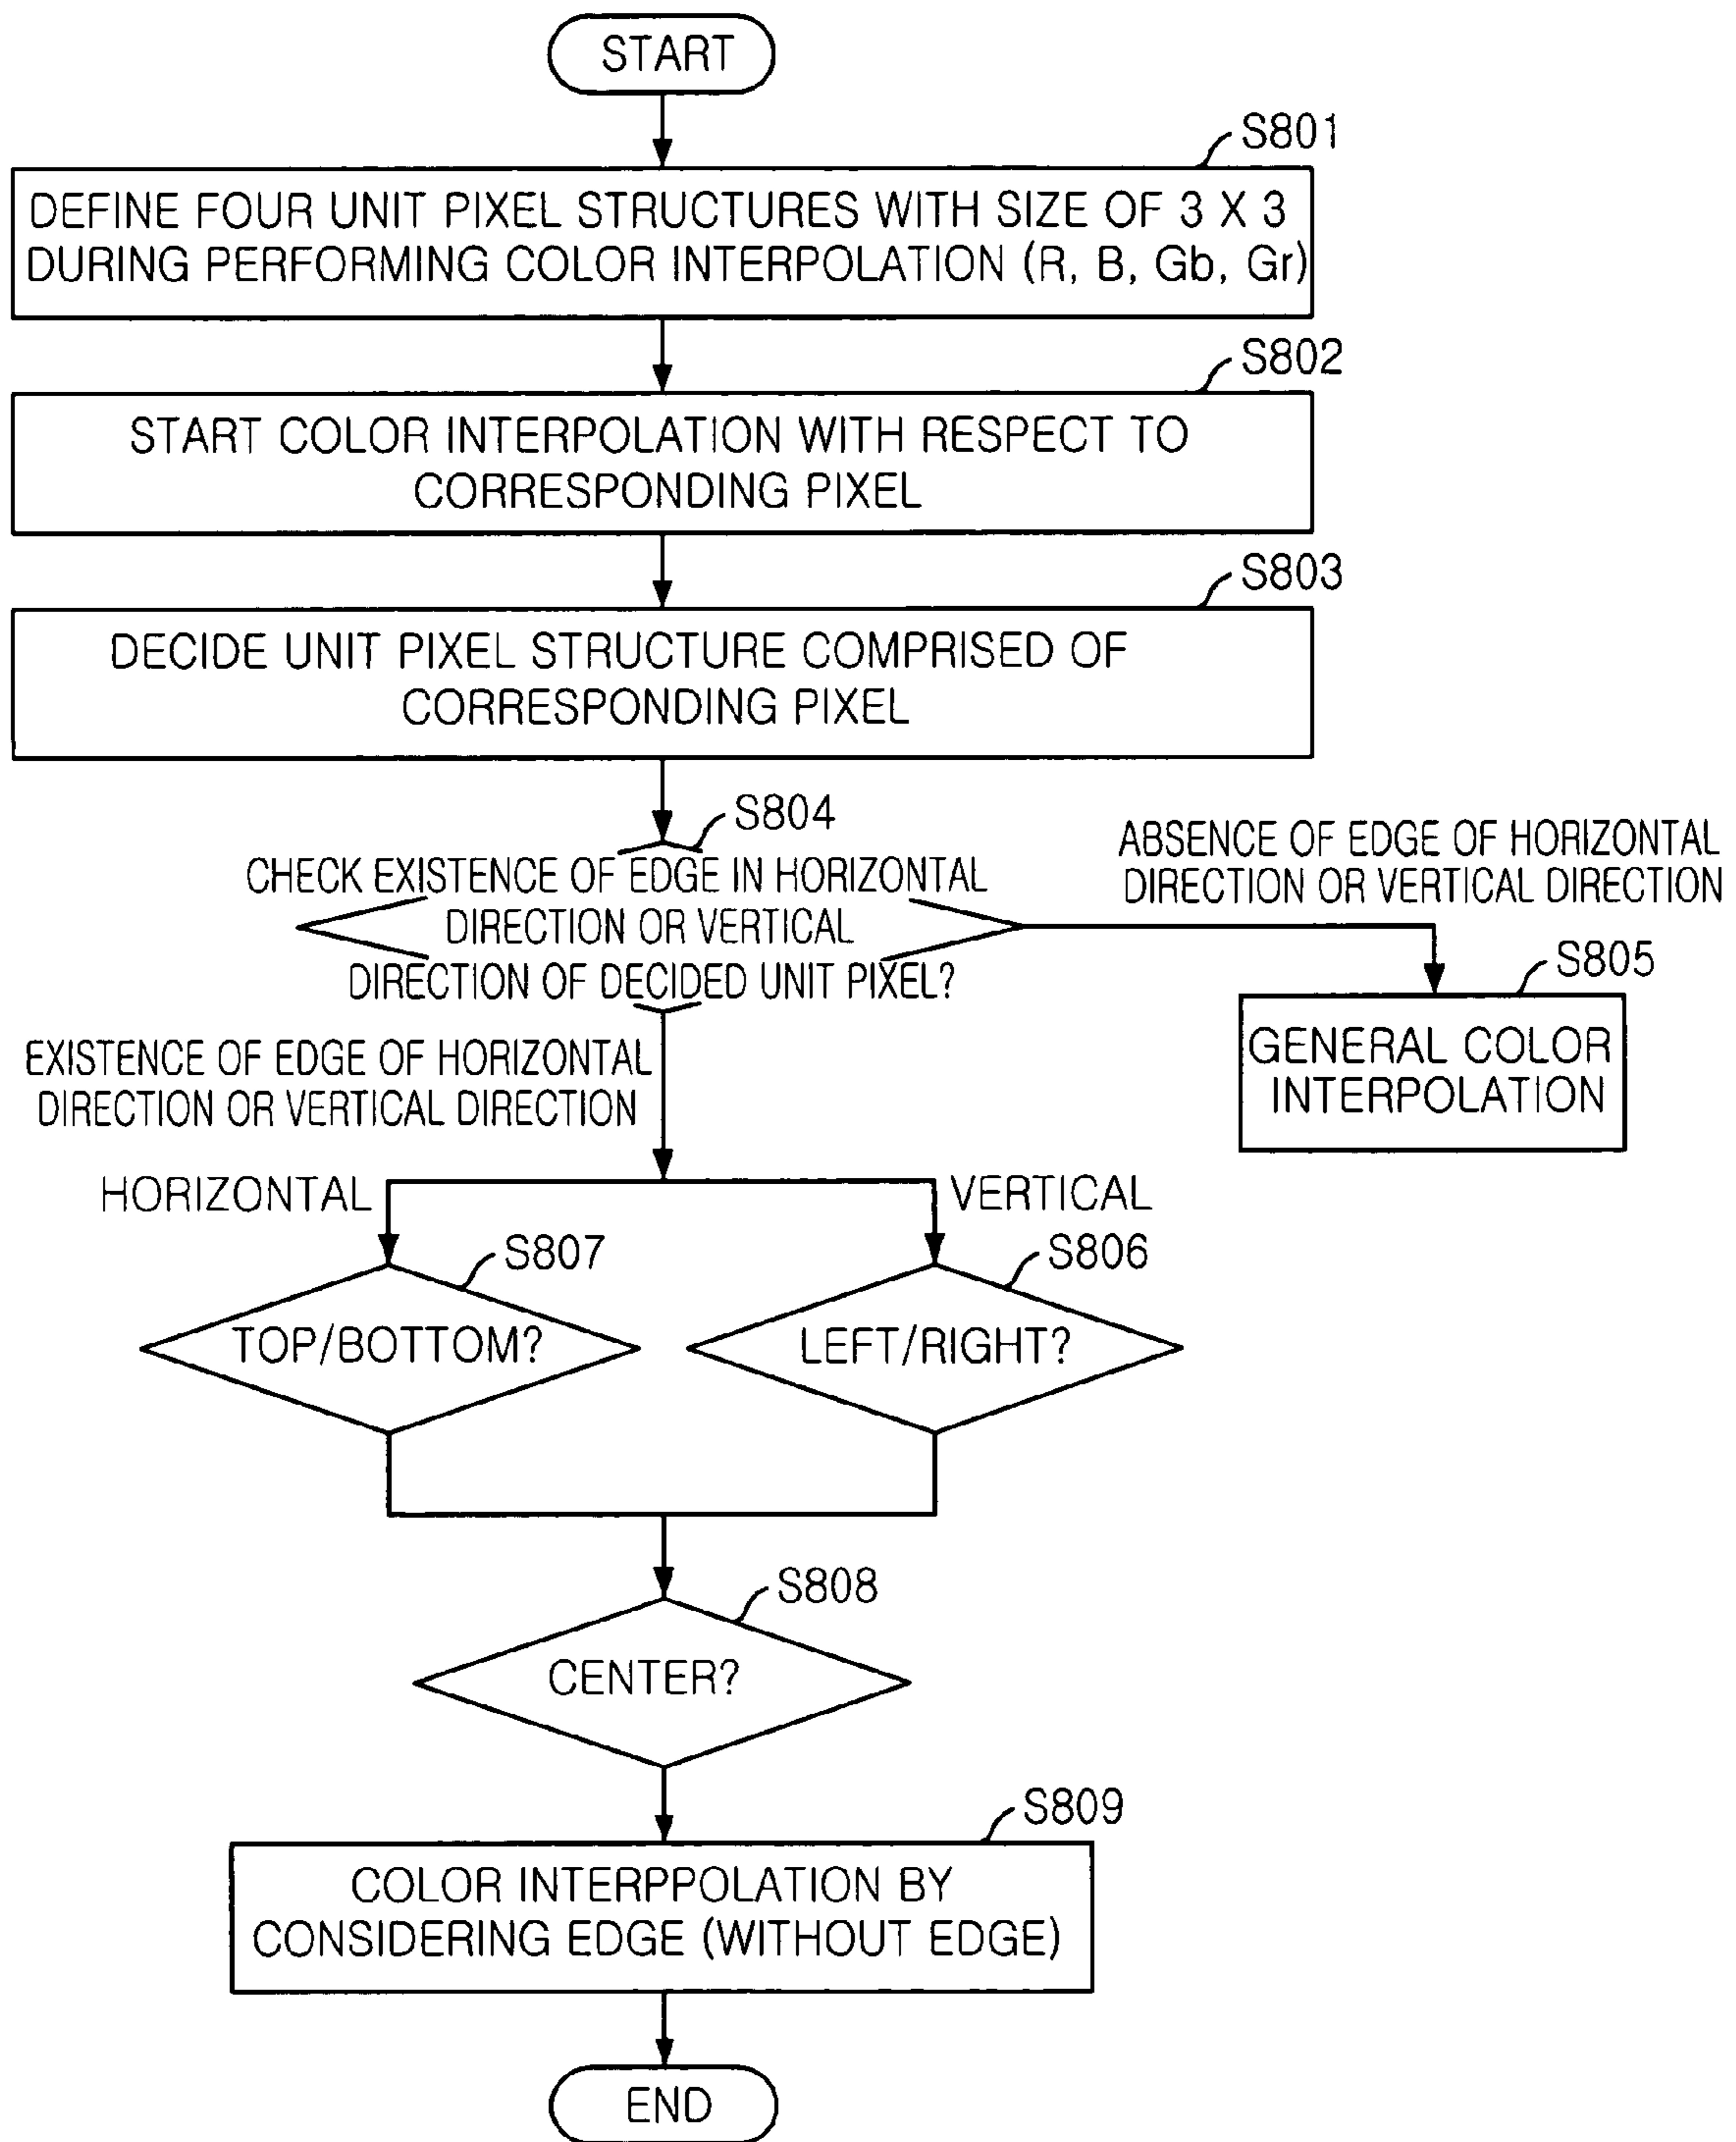 START
S801
DEFINE FOUR UNIT PIXEL STRUCTURES WITH SIZE OF 3 X 3
DURING PERFORMING COLOR INTERPOLATION (R, B, Gb, Gr)
S802
START COLOR INTERPOLATION WITH RESPECT TO
CORRESPONDING PIXEL
S803
DECIDE UNIT PIXEL STRUCTURE COMPRISED OF
CORRESPONDING PIXEL
S804
CHECK EXISTENCE OF EDGE IN HORIZONTAL
DIRECTION OR VERTICAL
DIRECTION OF DECIDED UNIT PIXEL?
ABSENCE OF EDGE OF HORIZONTAL
DIRECTION OR VERTICAL DIRECTION
S805
GENERAL COLOR
INTERPOLATION
EXISTENCE OF EDGE OF HORIZONTAL
DIRECTION OR VERTICAL DIRECTION
HORIZONTAL
VERTICAL
S807
TOP/BOTTOM?
S806
LEFT/RIGHT?
S808
CENTER?
S809
COLOR INTERPPOLATION BY
CONSIDERING EDGE (WITHOUT EDGE)
END